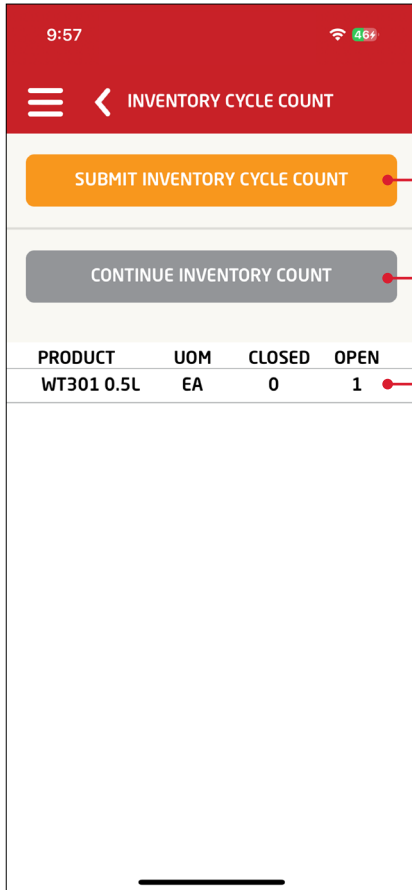 9:57
46
INVENTORY CYCLE COUNT
SUBMIT INVENTORY CYCLE COUNT
CONTINUE INVENTORY COUNT
PRODUCT UOM CLOSED OPEN
WT301 0.5L EA 0 1